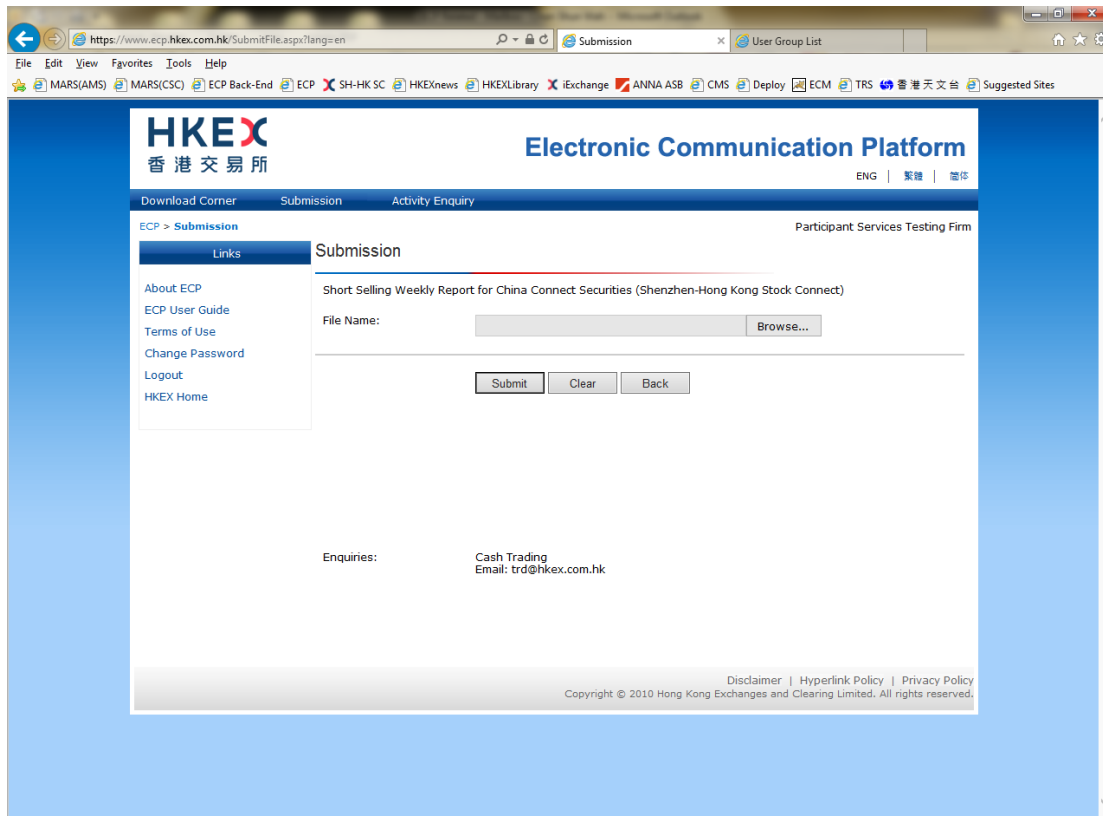 https://www.ecp.hkex.com.hk/SubmitFile.aspx?lang=en
Submission
User Group List
File Edit View Favorites Tools Help
MARS(AMS) MARS(CSC) ECP Back-End ECP SH-HK SC HKEXnews HKEXLibrary iExchange ANNA ASB CMS Deploy ECM TRS 香港天文台 Suggested Sites
HKEX
香港交易所
Electronic Communication Platform
ENG | 繁體 | 简体
Download Corner Submission Activity Enquiry
ECP > Submission
Participant Services Testing Firm
Links
About ECP
ECP User Guide
Terms of Use
Change Password
Logout
HKEX Home
Submission
Short Selling Weekly Report for China Connect Securities (Shenzhen-Hong Kong Stock Connect)
File Name:
Browse...
Submit Clear Back
Enquiries: Cash Trading
Email: trd@hkex.com.hk
Disclaimer | Hyperlink Policy | Privacy Policy
Copyright © 2010 Hong Kong Exchanges and Clearing Limited. All rights reserved.